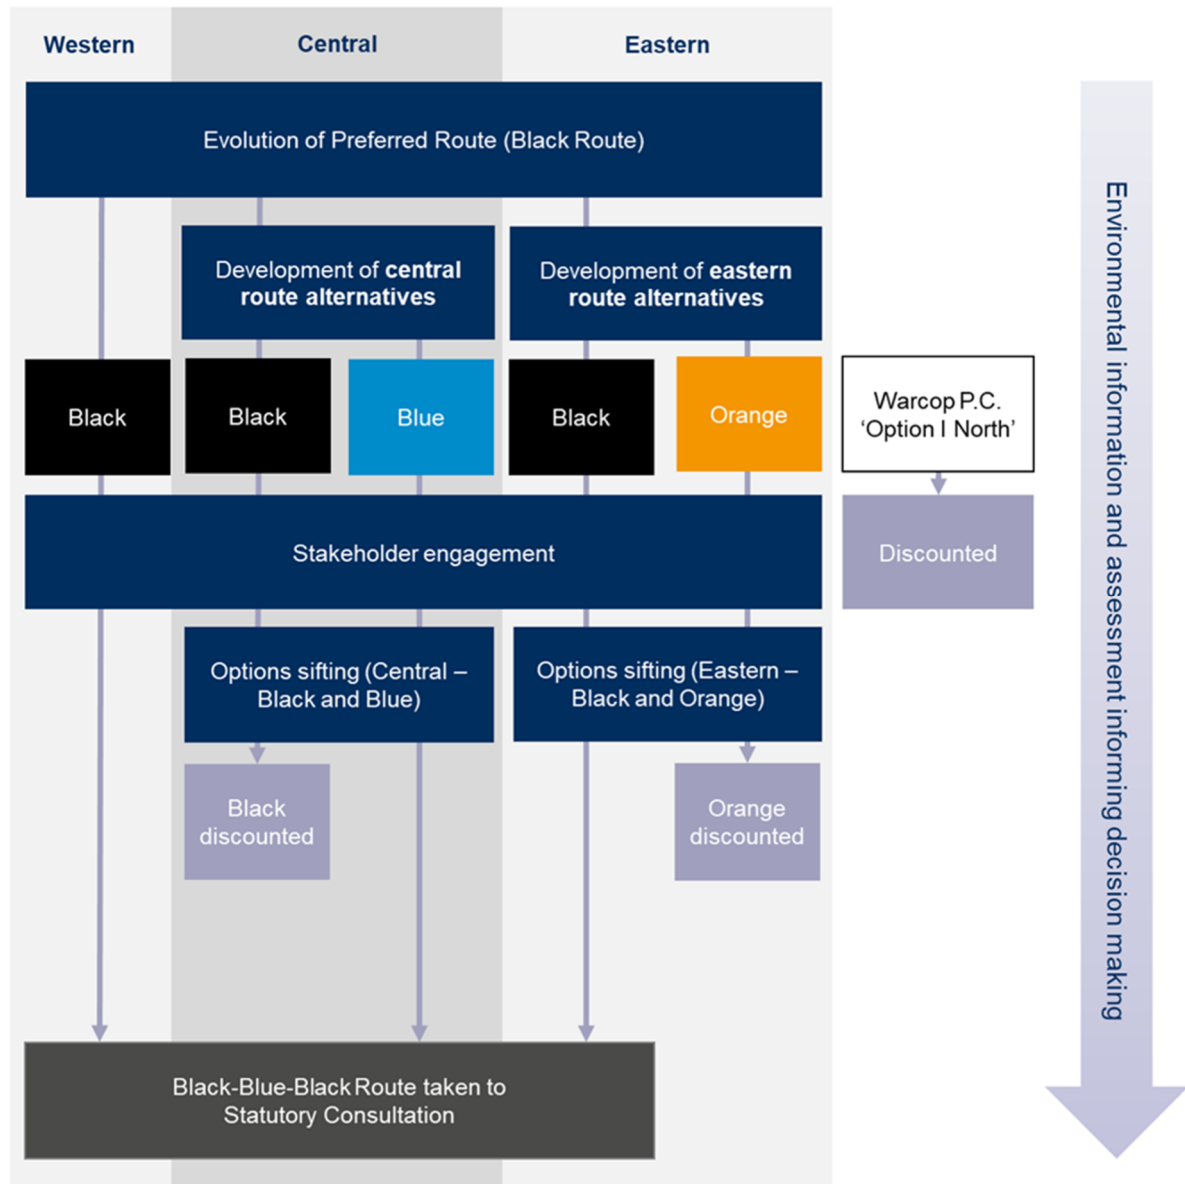 Western
Central
Eastern
Evolution of Preferred Route (Black Route)
Development of central
route alternatives
Development of eastern
route alternatives
Black
Black
Blue
Black
Orange
Warcop P.C.
‘Option I North’
Stakeholder engagement
Discounted
Options sifting (Central –
Black and Blue)
Options sifting (Eastern –
Black and Orange)
Black
discounted
Orange
discounted
Black-Blue-Black Route taken to
Statutory Consultation
Environmental information and assessment informing decision making